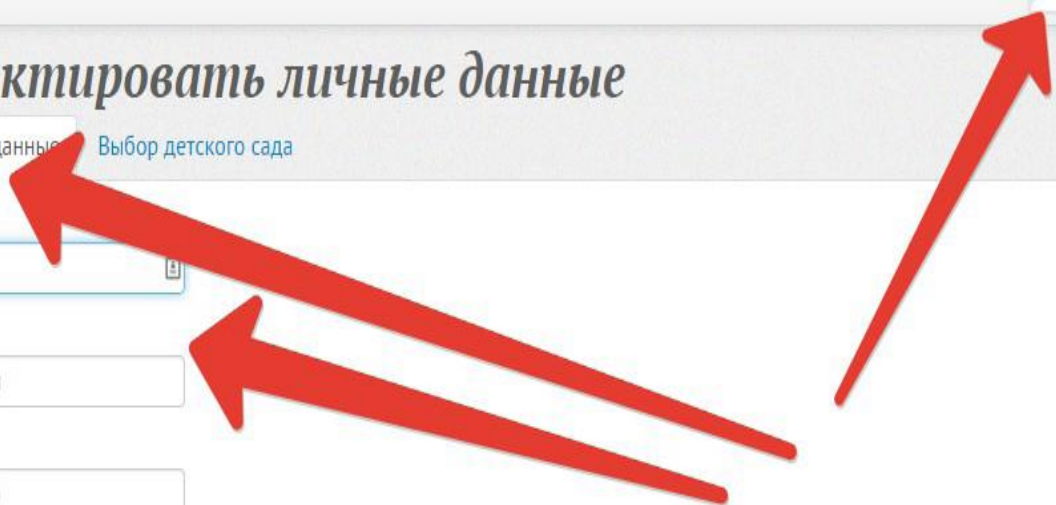 ктировать личные данные
данные Выбор детского сада